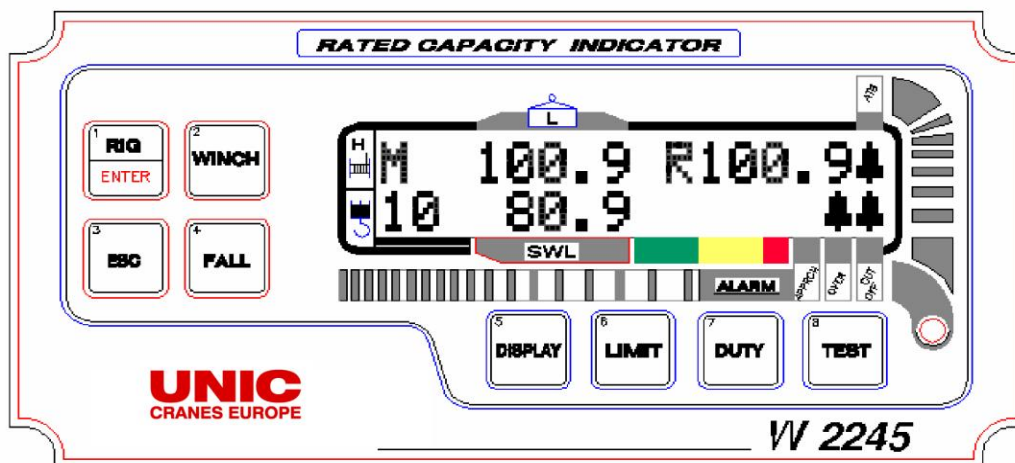 RATED CAPACITY INDICATOR
ATB
L
1 RIG
ENTER
2 WINCH
H
M 100.9 R100.9
10 80.9
3 ESC
4 FALL
SWL
ALARM
APPRCH
OVER
CUT OFF
5 DISPLAY
6 LIMIT
7 DUTY
8 TEST
UNIC
CRANES EUROPE
W 2245